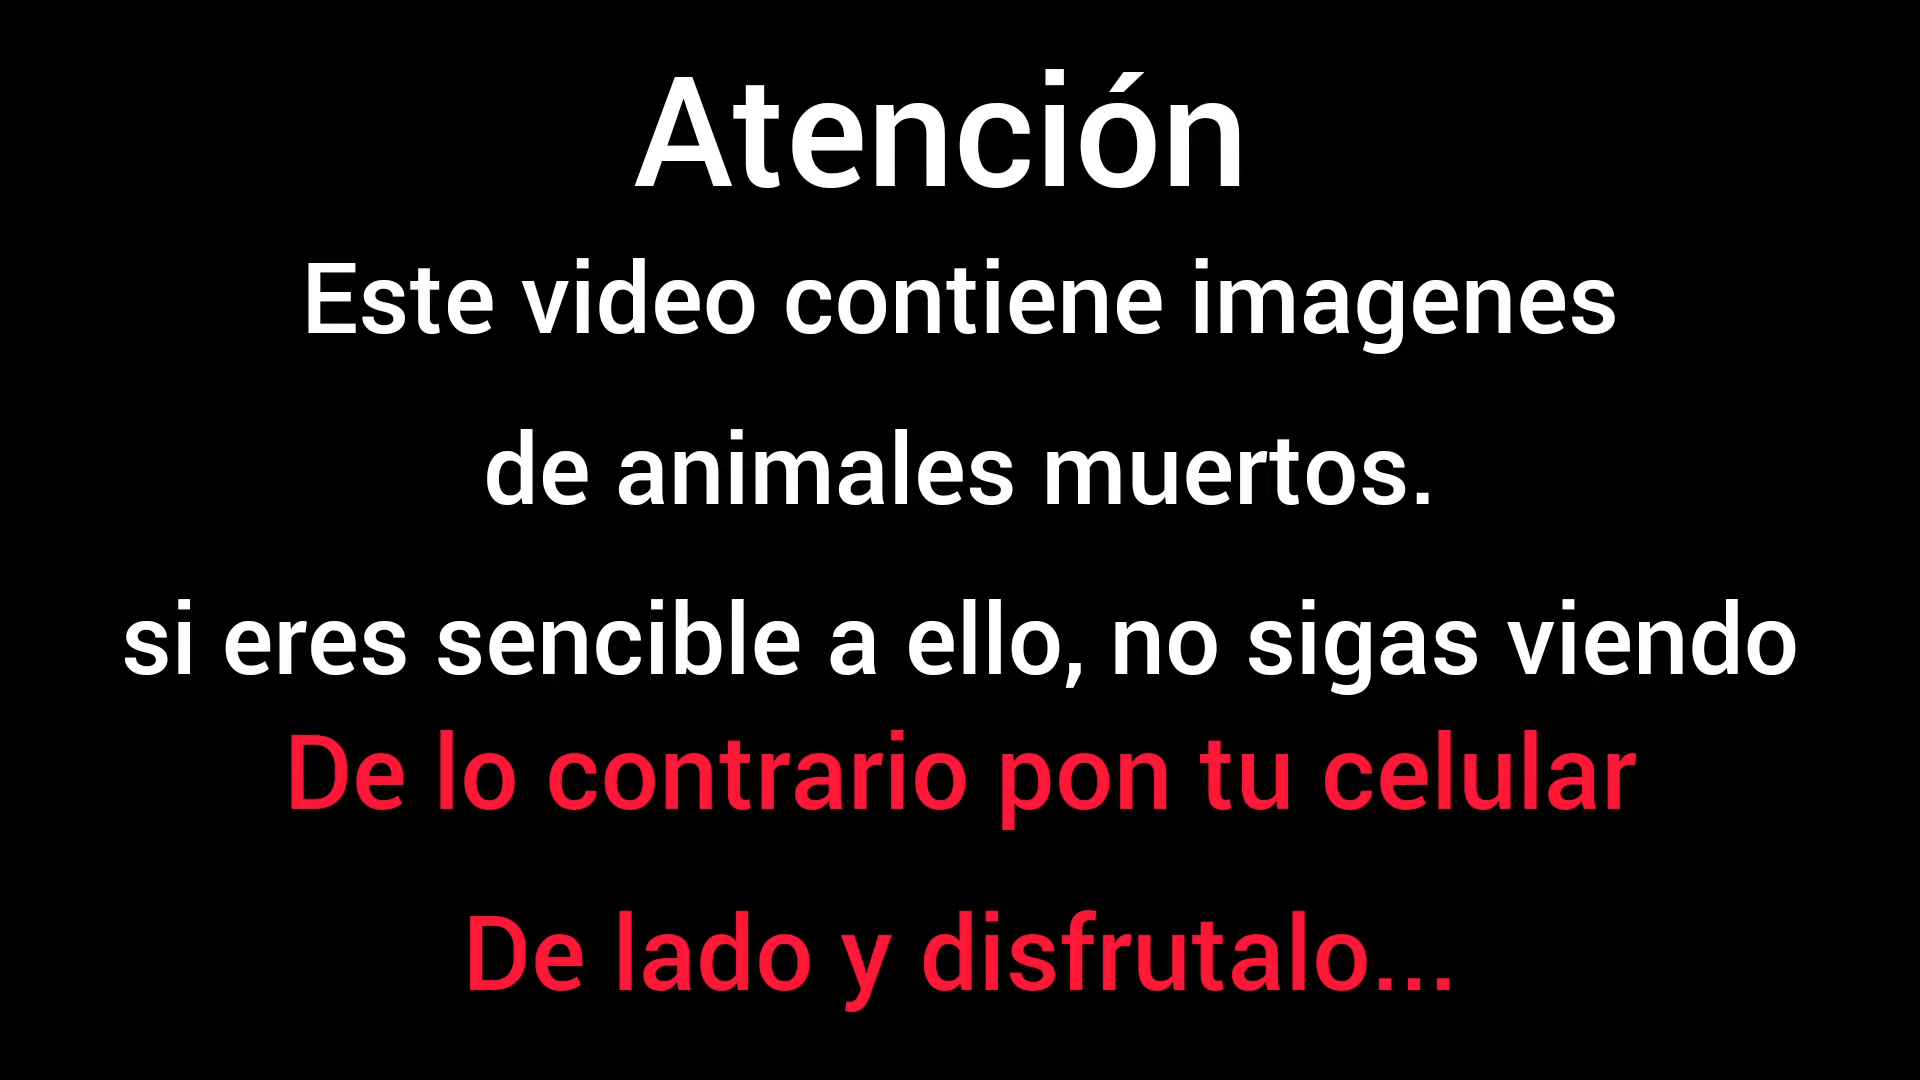 Atención
Este video contiene imagenes
de animales muertos.
si eres sencible a ello, no sigas viendo
De lo contrario pon tu celular
De lado y disfrutalo...